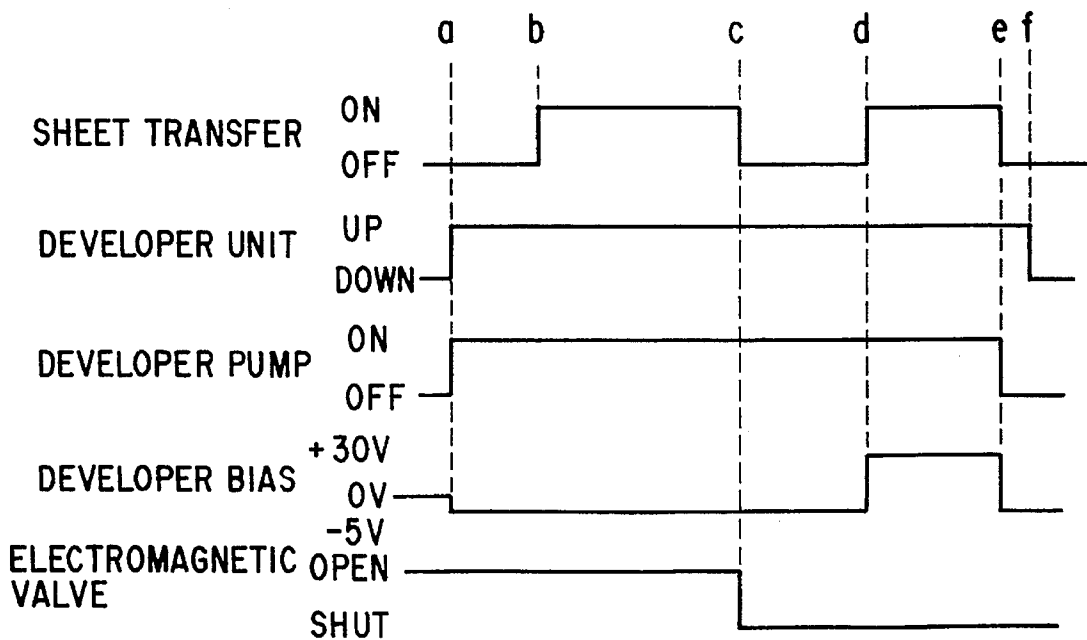 a b c d e f
SHEET TRANSFER ON
OFF
DEVELOPER UNIT UP
DOWN
DEVELOPER PUMP ON
OFF
DEVELOPER BIAS +30V
0V
-5V
ELECTROMAGNETIC VALVE OPEN
SHUT